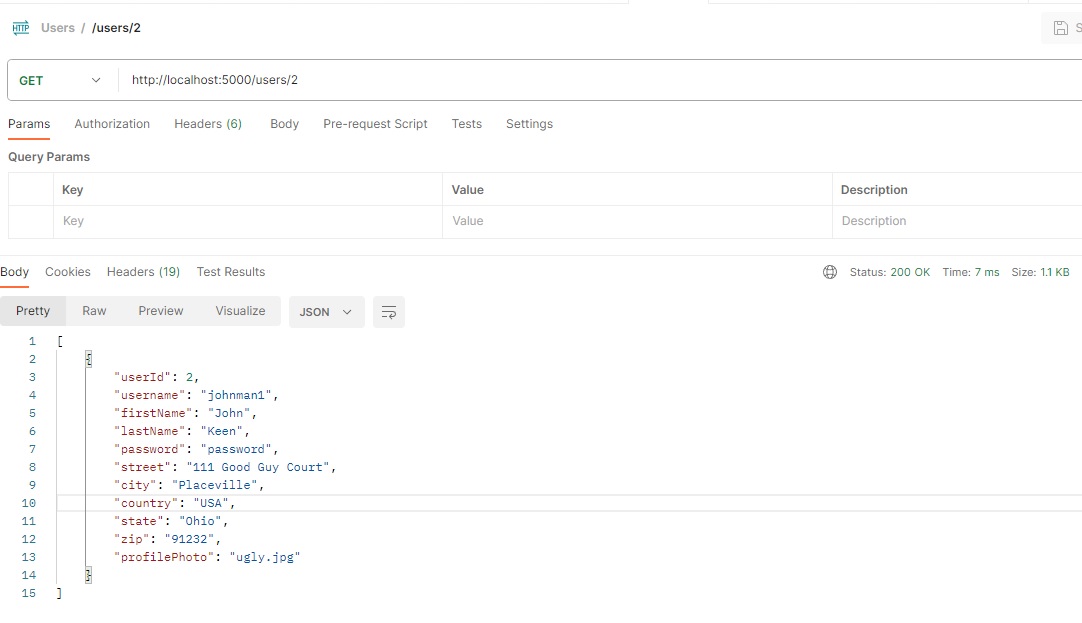 HTTP Users / /users/2
S
GET http://localhost:5000/users/2
Params Authorization Headers (6) Body Pre-request Script Tests Settings
Query Params
Key Value Description
Key Value Description
Body Cookies Headers (19) Test Results Status: 200 OK Time: 7 ms Size: 1.1 KB
Pretty Raw Preview Visualize JSON
1 [
2 {
3 "userId": 2,
4 "username": "johnman1",
5 "firstName": "John",
6 "lastName": "Keen",
7 "password": "password",
8 "street": "111 Good Guy Court",
9 "city": "Placeville",
10 "country": "USA",
11 "state": "Ohio",
12 "zip": "91232",
13 "profilePhoto": "ugly.jpg"
14 }
15 ]